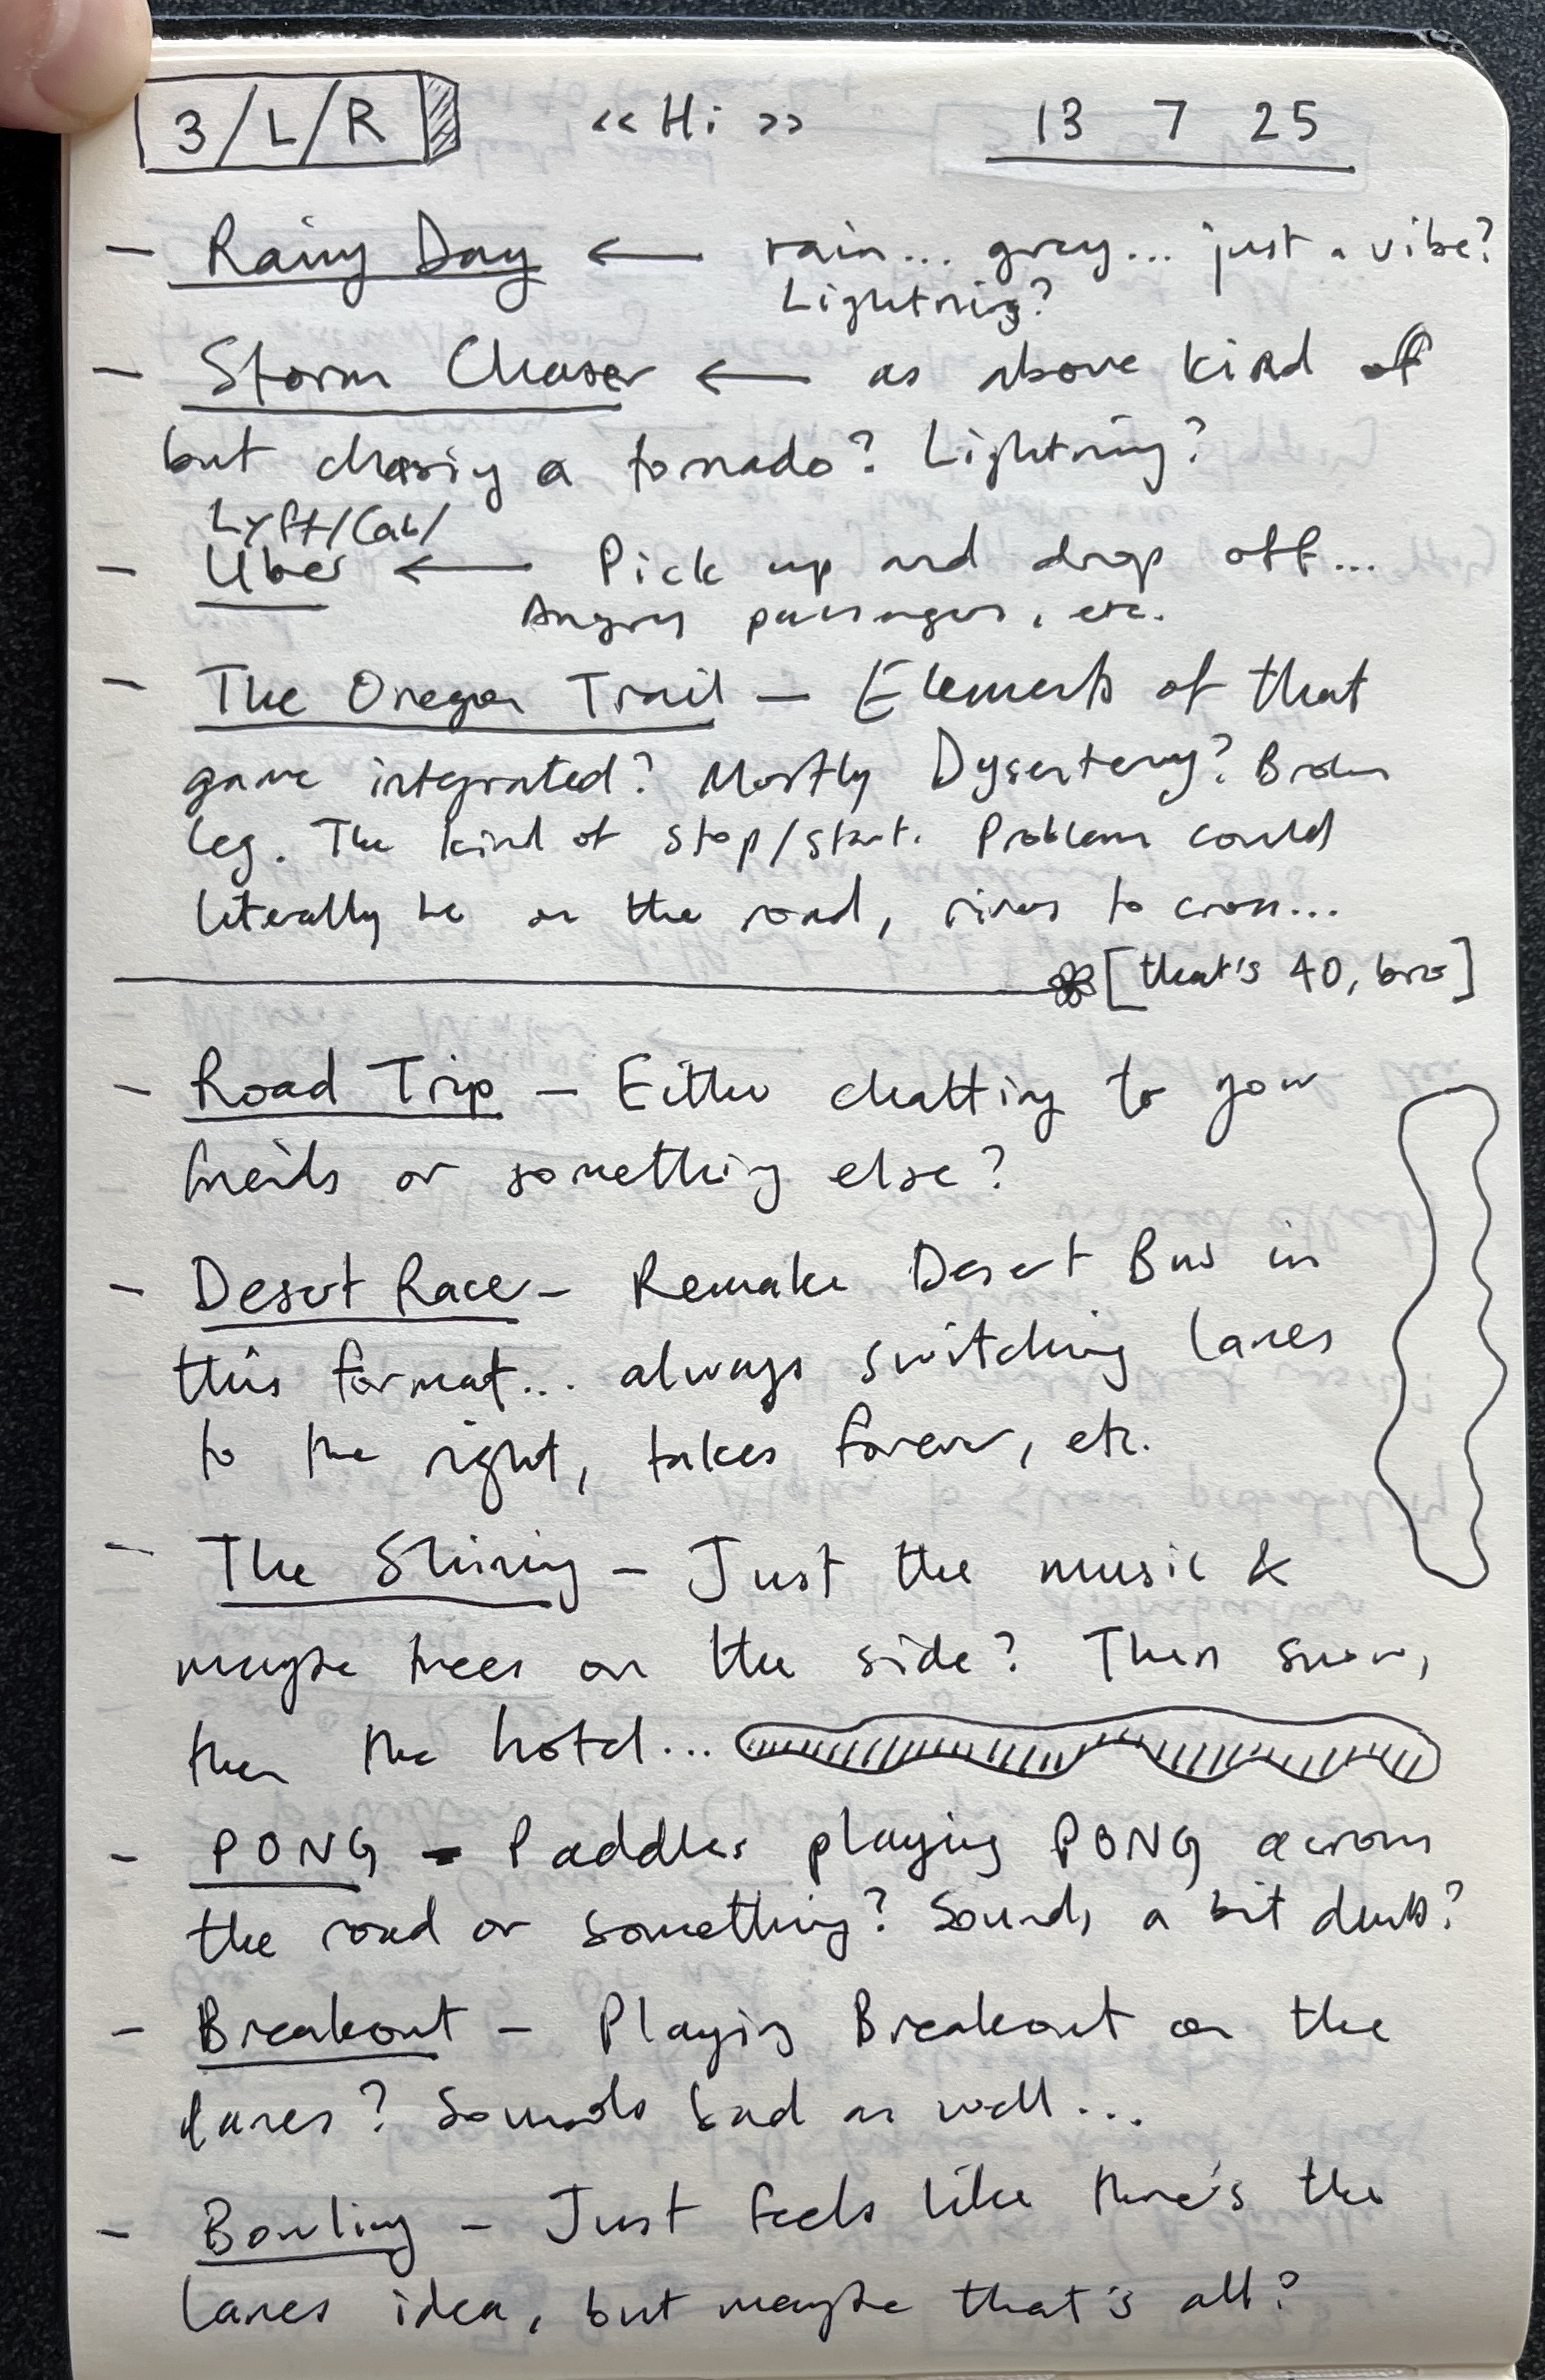 3/L/R << Hi >> 13 7 25
- Rainy Day ← rain... grey... just a vibe?
Lightning?
- Storm Chaser ← as above kind of
but chasing a tornado? Lightning?
Lyft/Cab/
- Uber ← Pick up and drop off...
Angry passengers, etc.
- The Oregon Trail - Elements of that
game integrated? Mostly Dysentery? Broken
leg. The kind of stop/start. Problem could
literally be on the road, rivers to cross...
[that's 40, bro]
- Road Trip - Either chatting to your
friends or something else?
- Desert Race - Remake Desert Bus in
this format... always switching lanes
to the right, takes forever, etc.
- The Shining - Just the music &
maybe trees on the side? Then snow,
then the hotel...
- PONG - Paddles playing PONG across
the road or something? Sounds a bit dumb?
- Breakout - Playing Breakout on the
lanes? Sounds bad as well...
- Bowling - Just feels like there's the
lanes idea, but maybe that's all?